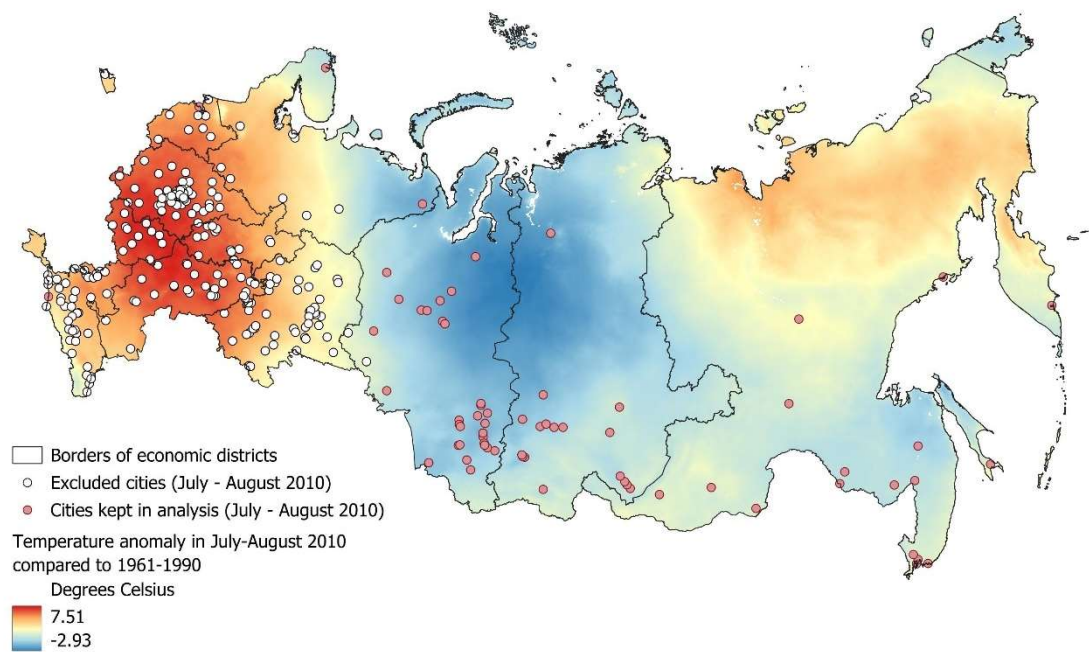 Borders of economic districts
Excluded cities (July - August 2010)
Cities kept in analysis (July - August 2010)
Temperature anomaly in July-August 2010
compared to 1961-1990
Degrees Celsius
7.51
-2.93